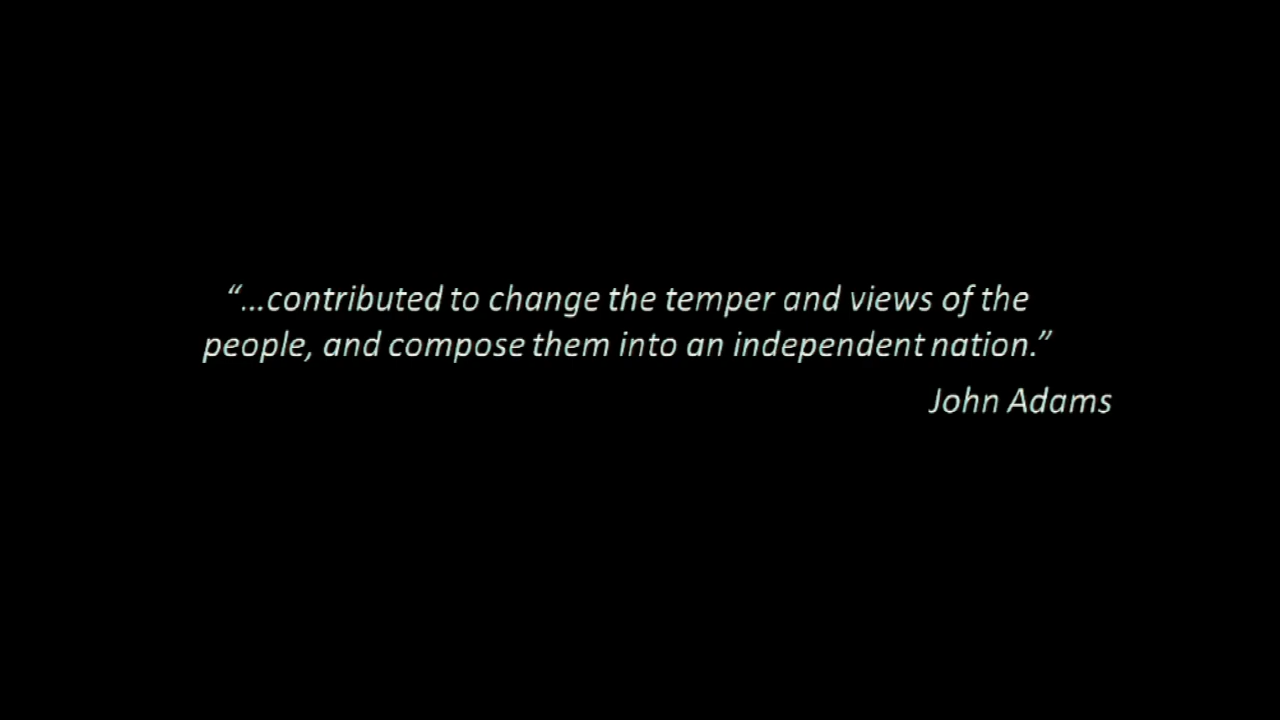 “...contributed to change the temper and views of the
people, and compose them into an independent nation.”
John Adams